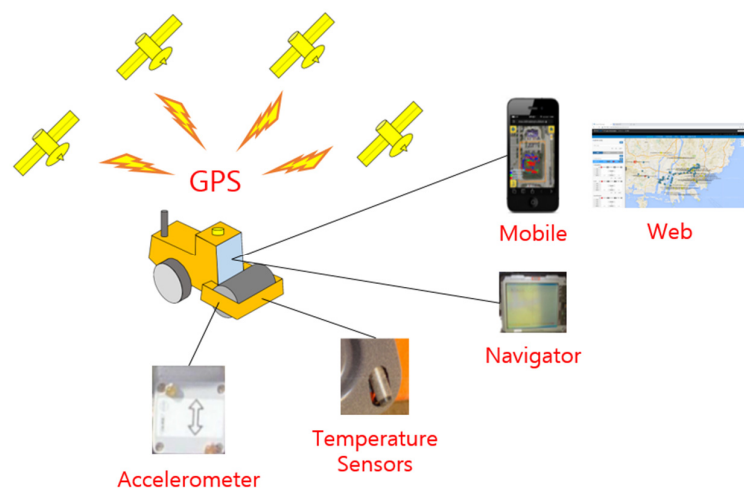 GPS
Mobile
Web
Navigator
Temperature
Sensors
Accelerometer